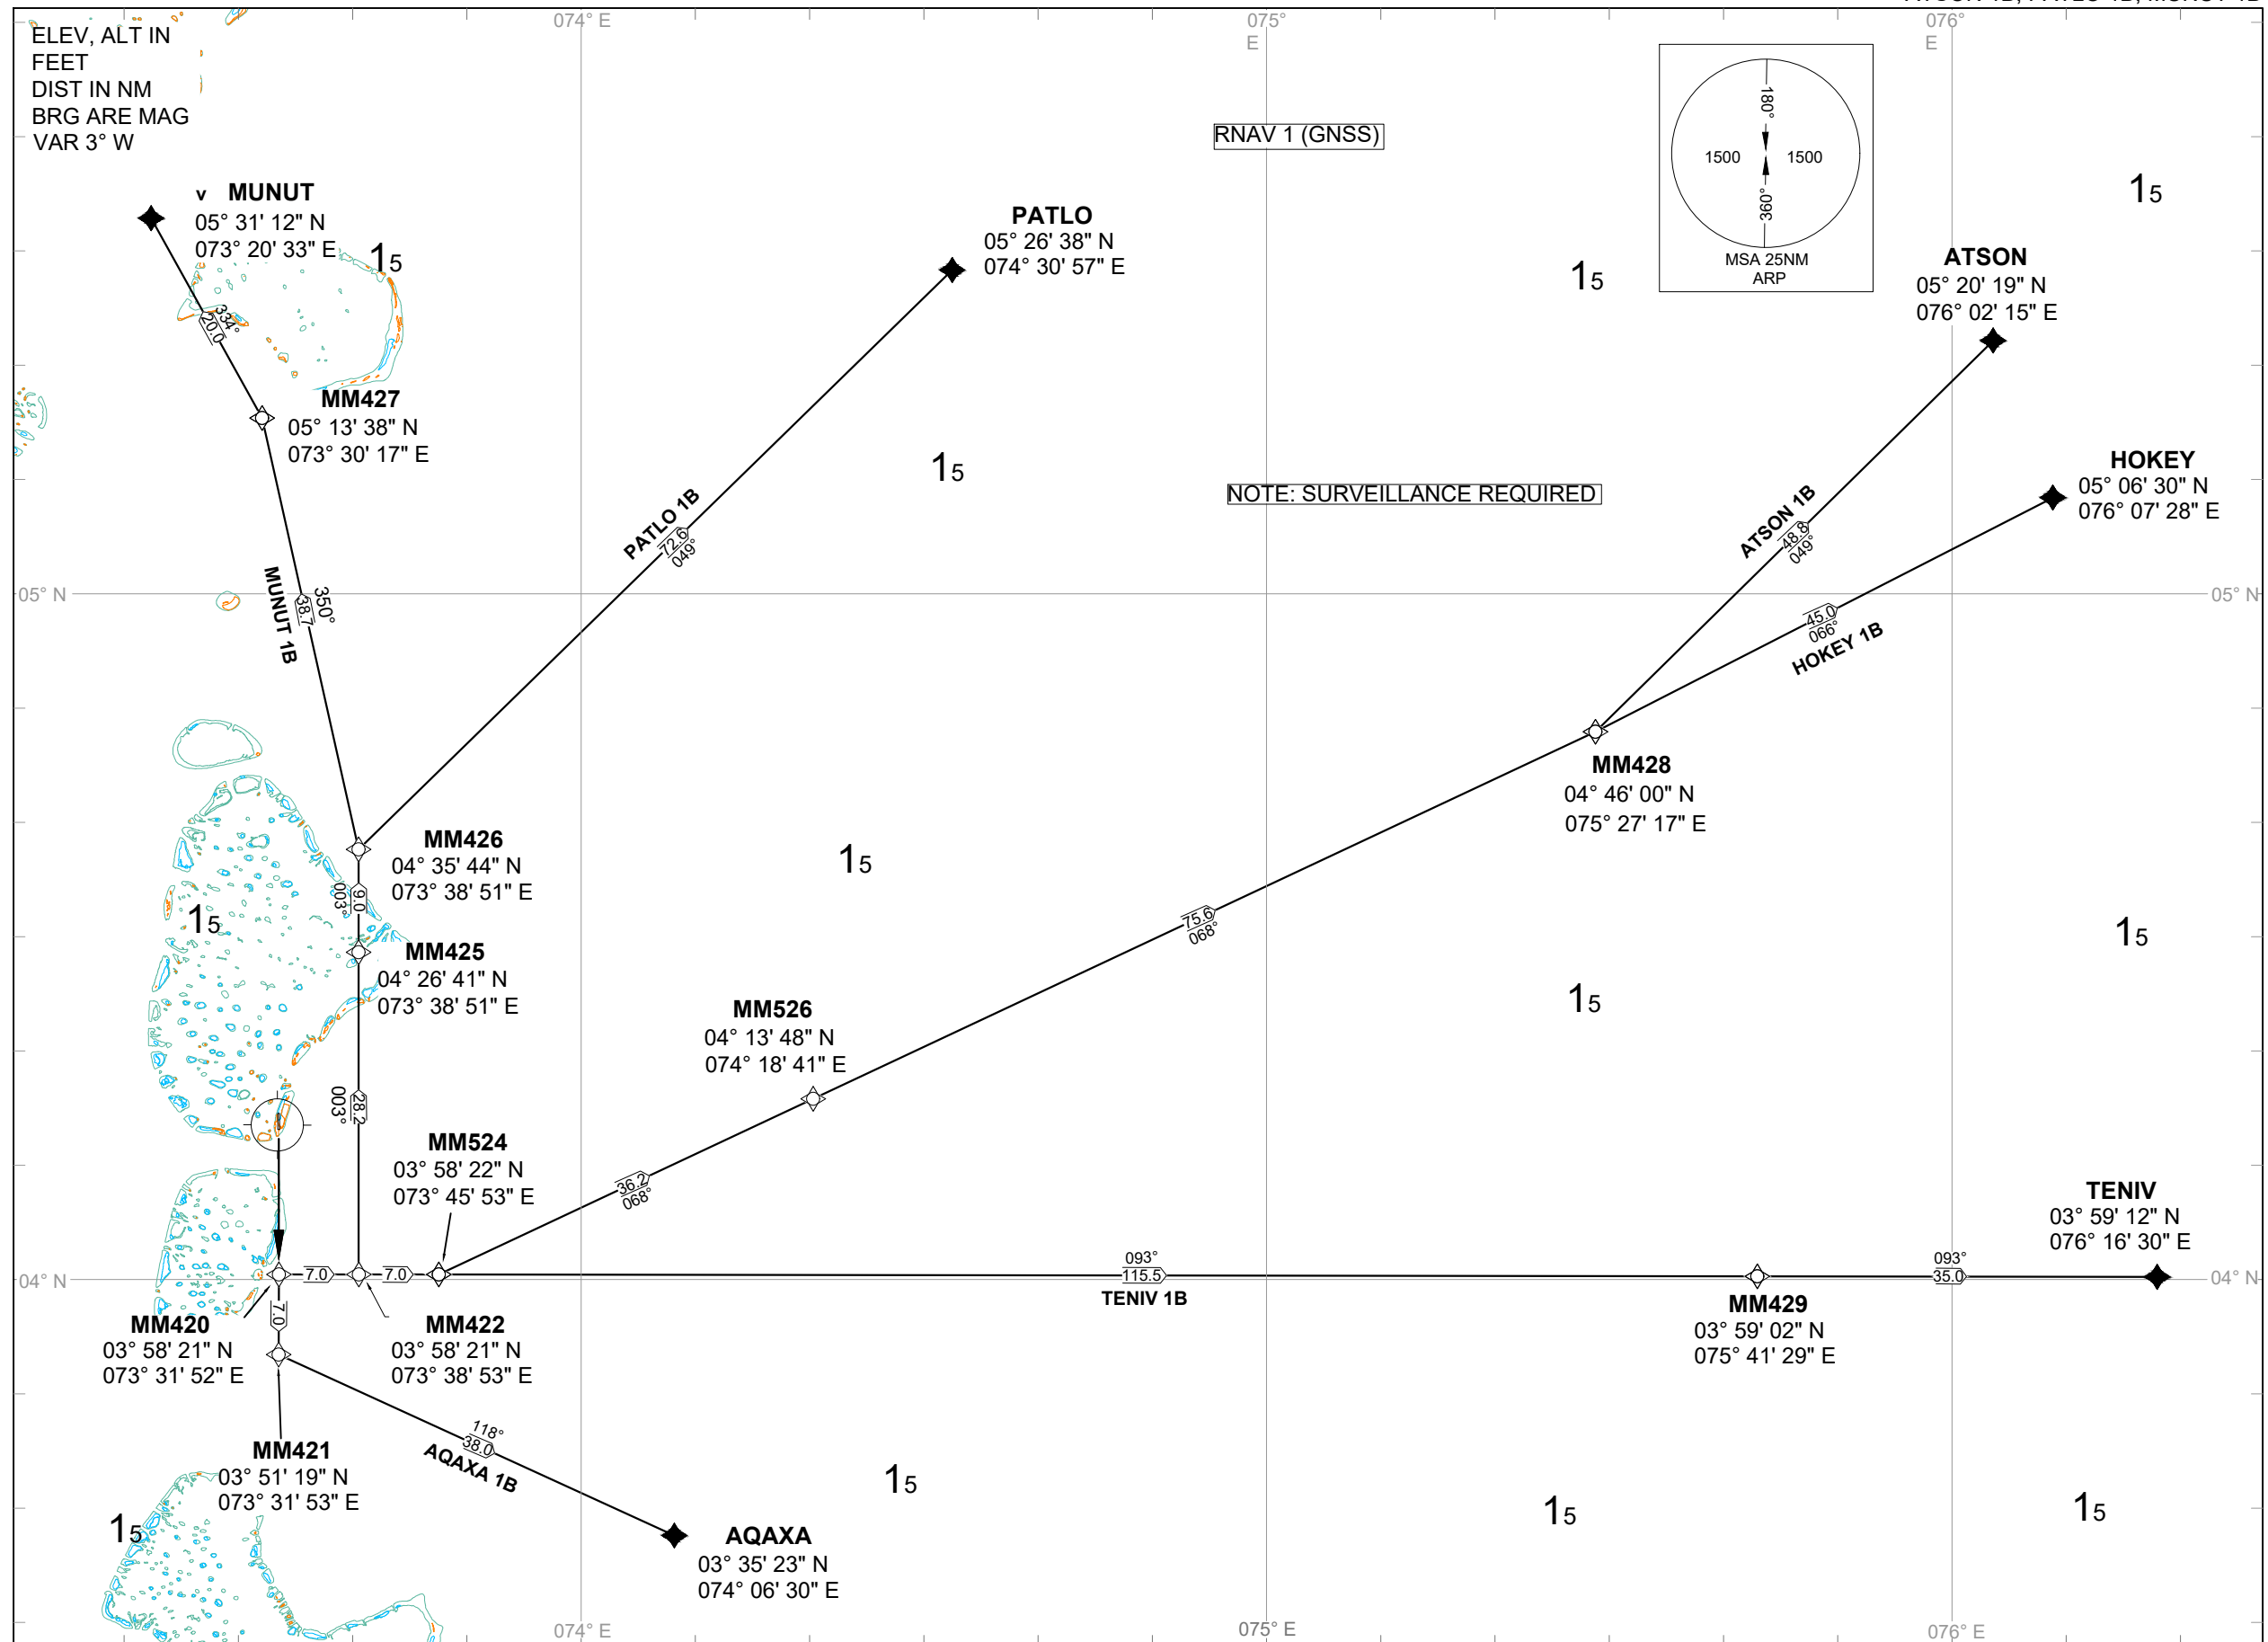 074° E
075°
E
076°
E
ELEV, ALT IN
FEET
DIST IN NM
BRG ARE MAG
VAR 3° W
RNAV 1 (GNSS)
180°
1500
1500
360°
MSA 25NM
ARP
v MUNUT
05° 31' 12" N
073° 20' 33" E
15
PATLO
05° 26' 38" N
074° 30' 57" E
15
15
ATSON
05° 20' 19" N
076° 02' 15" E
334°
20.0
MM427
05° 13' 38" N
073° 30' 17" E
15
NOTE: SURVEILLANCE REQUIRED
HOKEY
05° 06' 30" N
076° 07' 28" E
PATLO 1B
72.6
049°
ATSON 1B
48.8
049°
05° N
05° N
MUNUT 1B
38.7
350°
45.0
066°
HOKEY 1B
MM428
04° 46' 00" N
075° 27' 17" E
MM426
04° 35' 44" N
073° 38' 51" E
15
003°
9.0
15
75.6
068°
15
MM425
04° 26' 41" N
073° 38' 51" E
15
MM526
04° 13' 48" N
074° 18' 41" E
003°
28.2
MM524
03° 58' 22" N
073° 45' 53" E
36.2
068°
TENIV
03° 59' 12" N
076° 16' 30" E
04° N
7.0
7.0
093°
115.5
TENIV 1B
093°
35.0
04° N
7.0
MM420
03° 58' 21" N
073° 31' 52" E
MM422
03° 58' 21" N
073° 38' 53" E
MM429
03° 59' 02" N
075° 41' 29" E
118°
38.0
AQAXA 1B
MM421
03° 51' 19" N
073° 31' 53" E
15
15
15
15
AQAXA
03° 35' 23" N
074° 06' 30" E
074° E
075° E
076° E